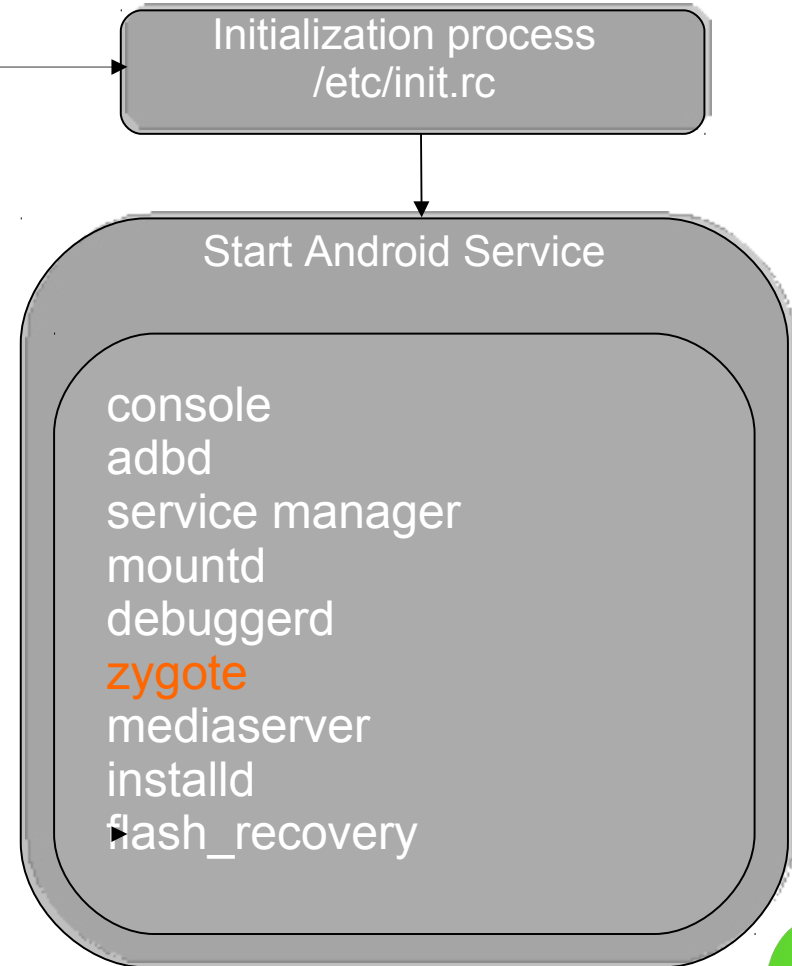 Initialization process
/etc/init.rc
Start Android Service
console
adbd
service manager
mountd
debuggerd
zygote
mediaserver
installd
flash_recovery